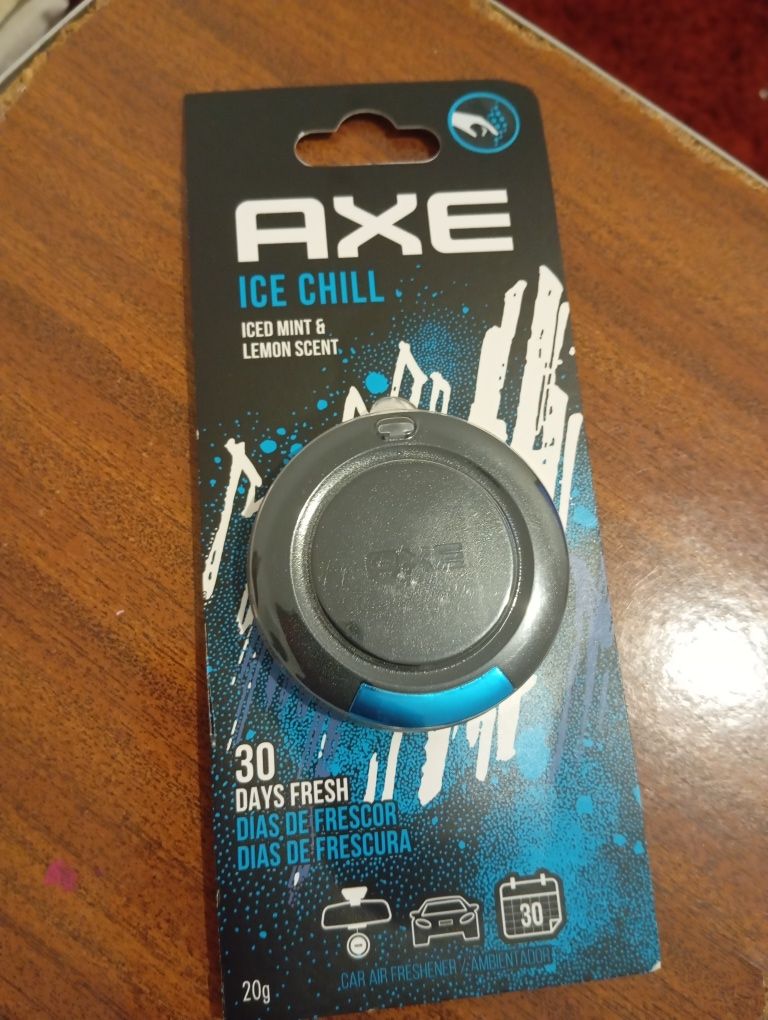 AXE
ICE CHILL
ICED MINT &
LEMON SCENT
AXE
30
DAYS FRESH
DIAS DE FRESCOR
DIAS DE FRESCURA
30
CAR AIR FRESHENER / AMBIENTADOR
20g